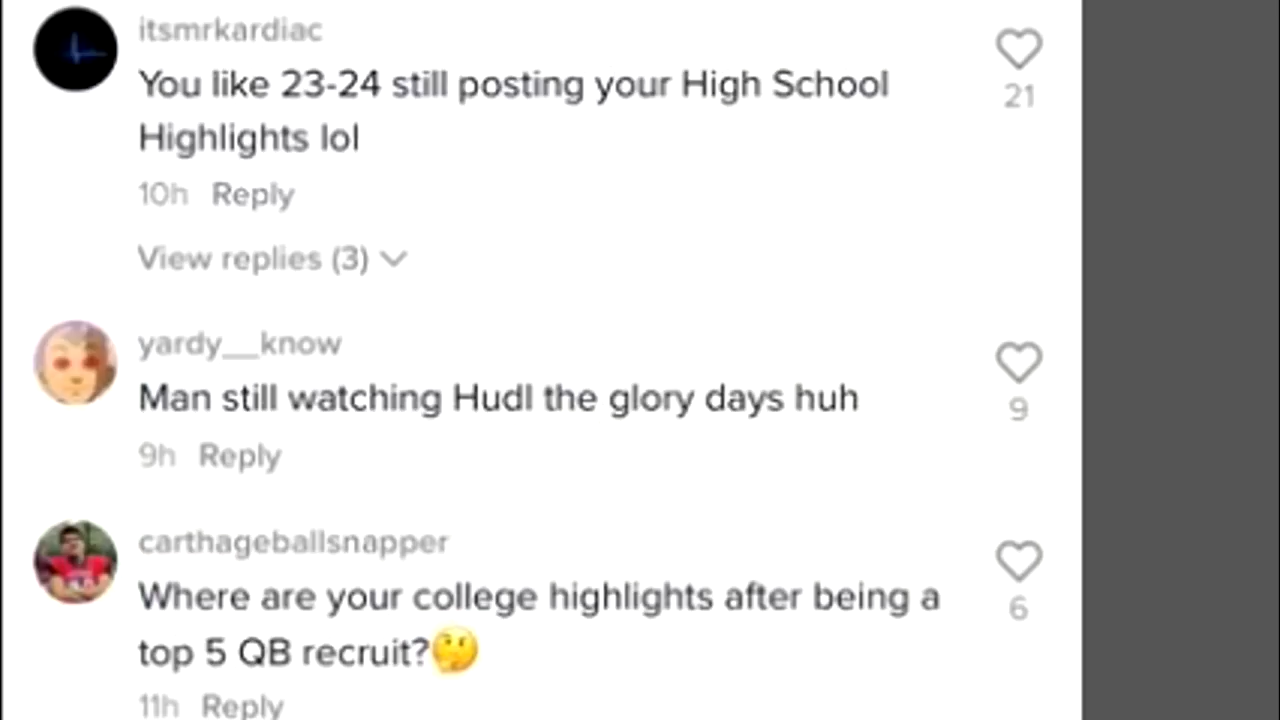 itsmrkardiac
You like 23-24 still posting your High School
21
Highlights lol
10h Reply
View replies (3)
yardy__know
Man still watching Hudl the glory days huh
9
9h Reply
carthageballsnapper
Where are your college highlights after being a
6
top 5 QB recruit?🤔
11h Reply